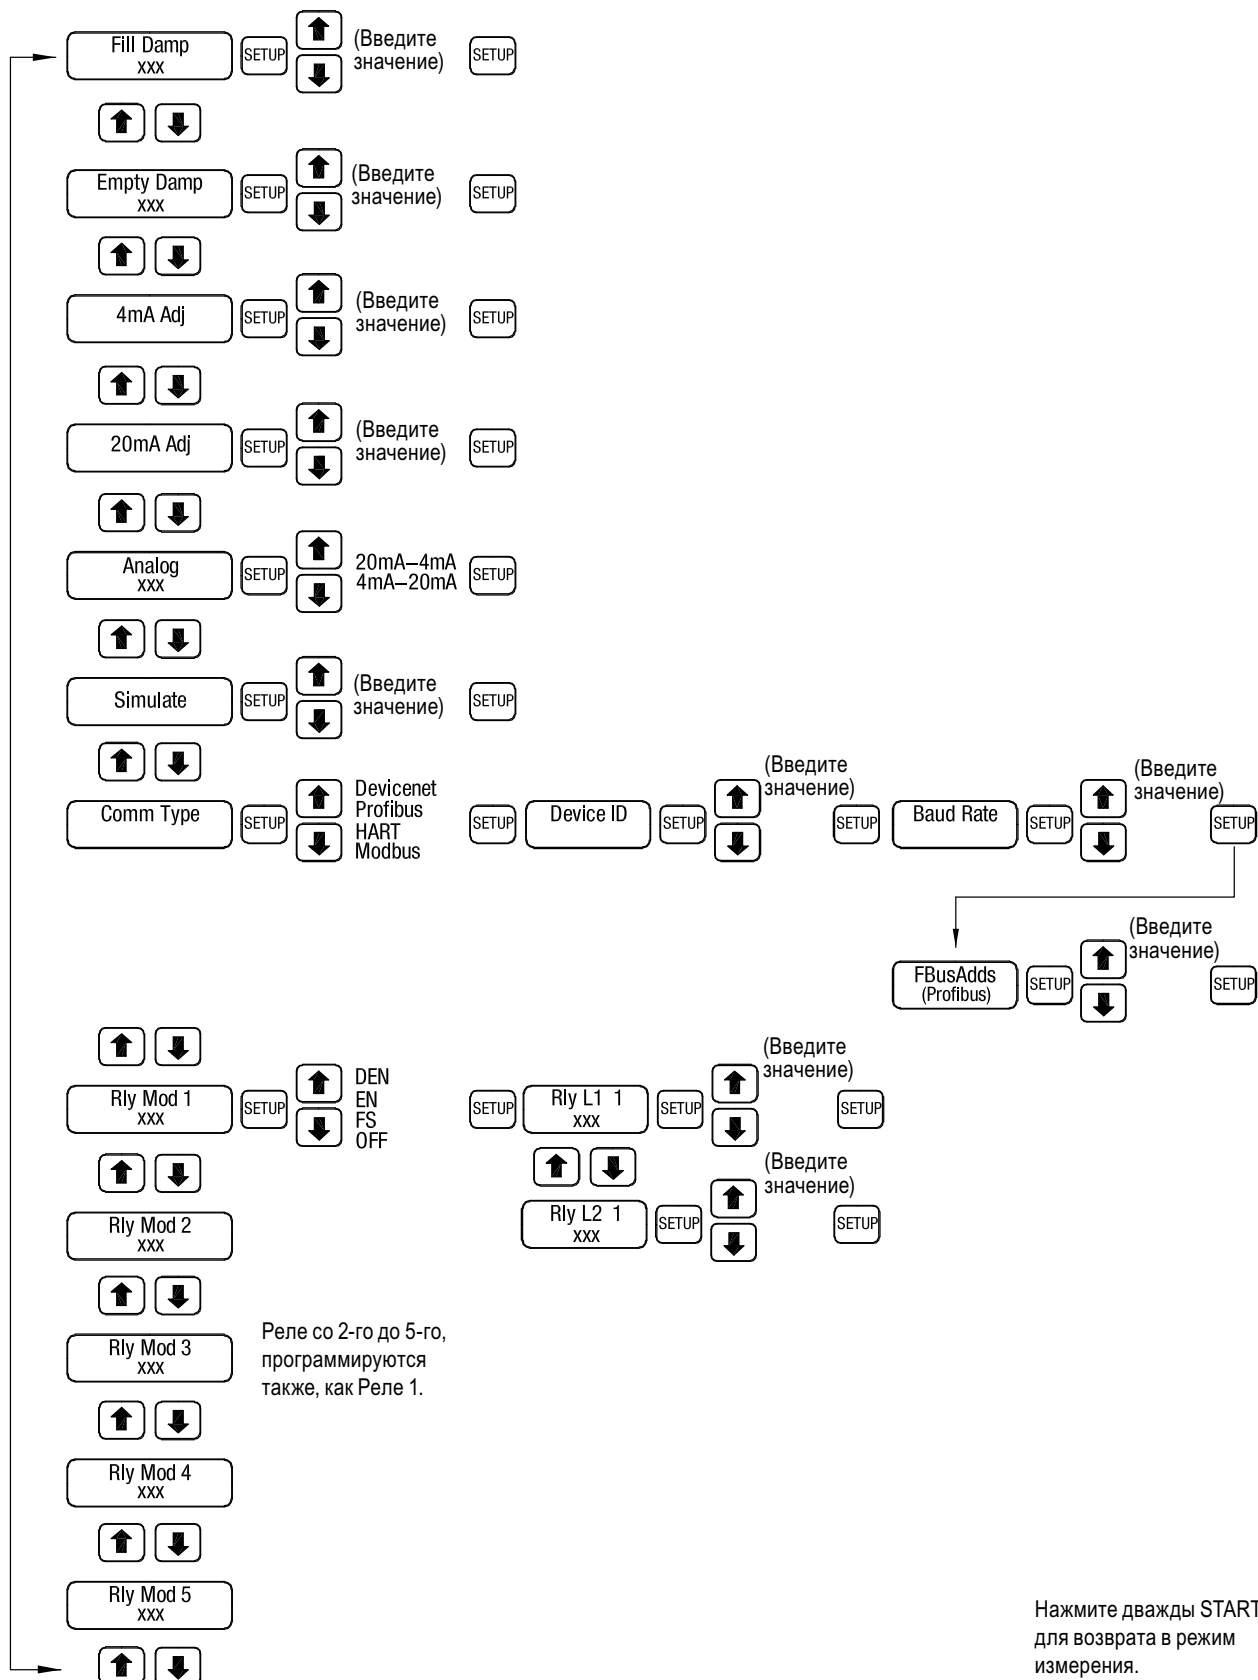 Fill Damp
xxx
SETUP
(Введите
значение)
SETUP
Empty Damp
xxx
SETUP
(Введите
значение)
SETUP
4mA Adj
SETUP
(Введите
значение)
SETUP
20mA Adj
SETUP
(Введите
значение)
SETUP
Analog
xxx
SETUP
20mA–4mA
4mA–20mA
SETUP
Simulate
SETUP
(Введите
значение)
SETUP
Comm Type
SETUP
Devicenet
Profibus
HART
Modbus
SETUP
Device ID
SETUP
(Введите
значение)
SETUP
Baud Rate
SETUP
(Введите
значение)
SETUP
FBusAdds
(Profibus)
SETUP
(Введите
значение)
SETUP
Rly Mod 1
xxx
SETUP
DEN
EN
FS
OFF
SETUP
Rly L1 1
xxx
SETUP
(Введите
значение)
SETUP
Rly L2 1
xxx
SETUP
(Введите
значение)
SETUP
Rly Mod 2
xxx
Rly Mod 3
xxx
Реле со 2-го до 5-го,
программируются
также, как Реле 1.
Rly Mod 4
xxx
Rly Mod 5
xxx
Нажмите дважды START
для возврата в режим
измерения.